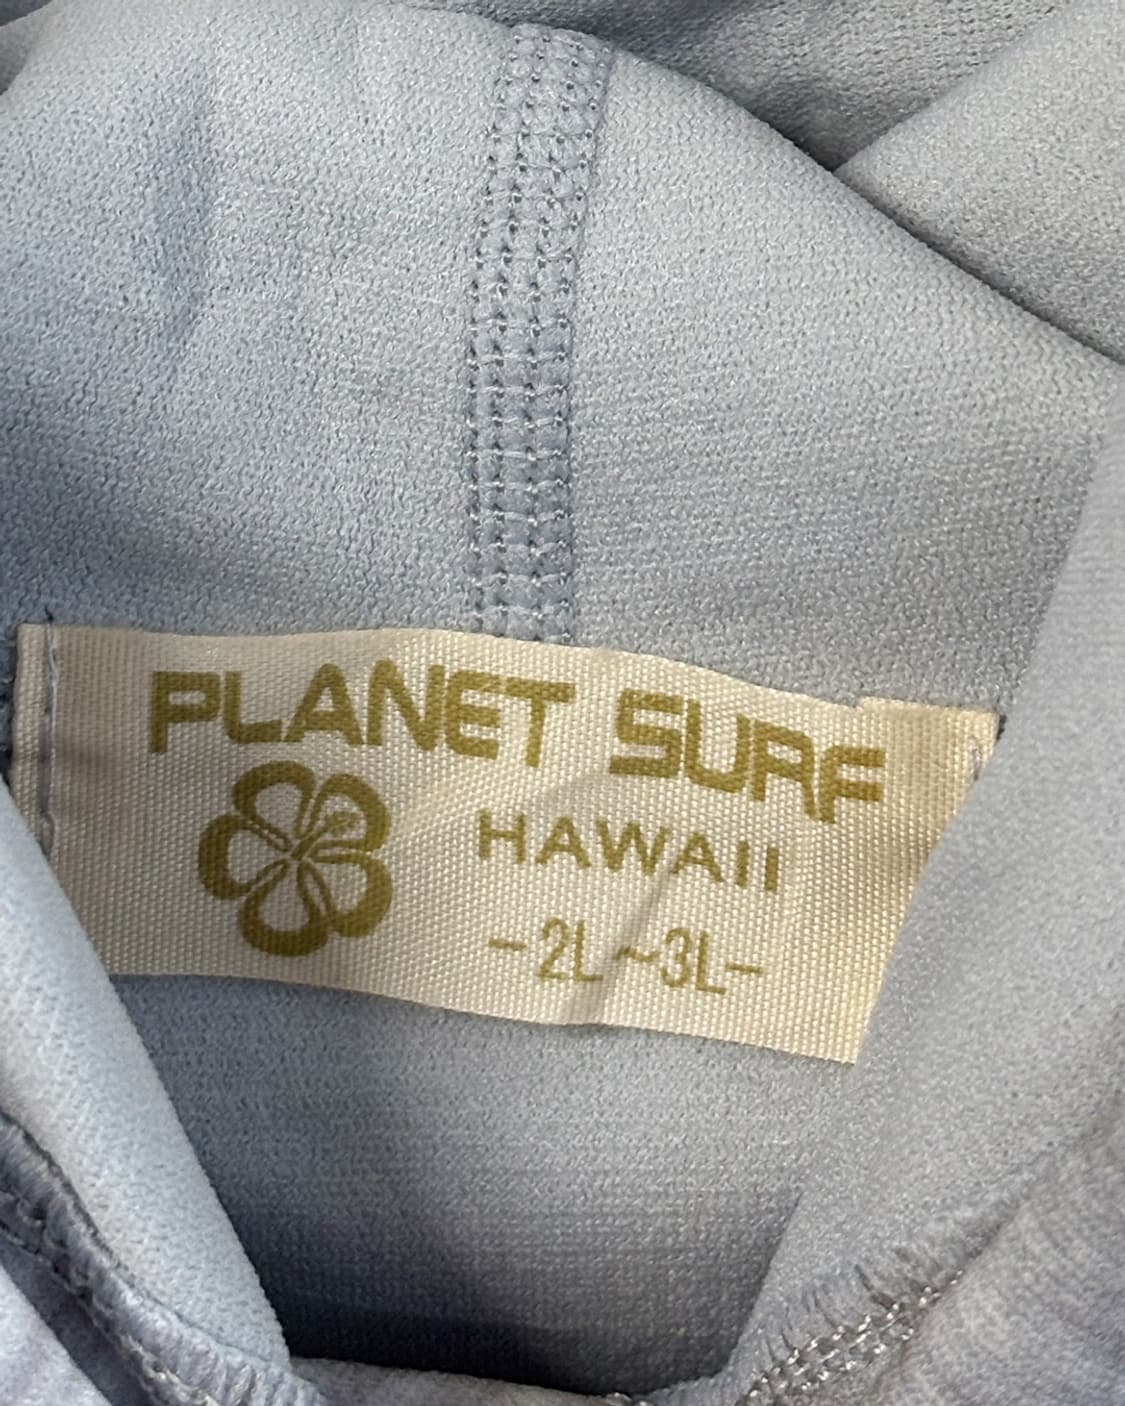 PLANET SURF
HAWAII
-2L~3L-